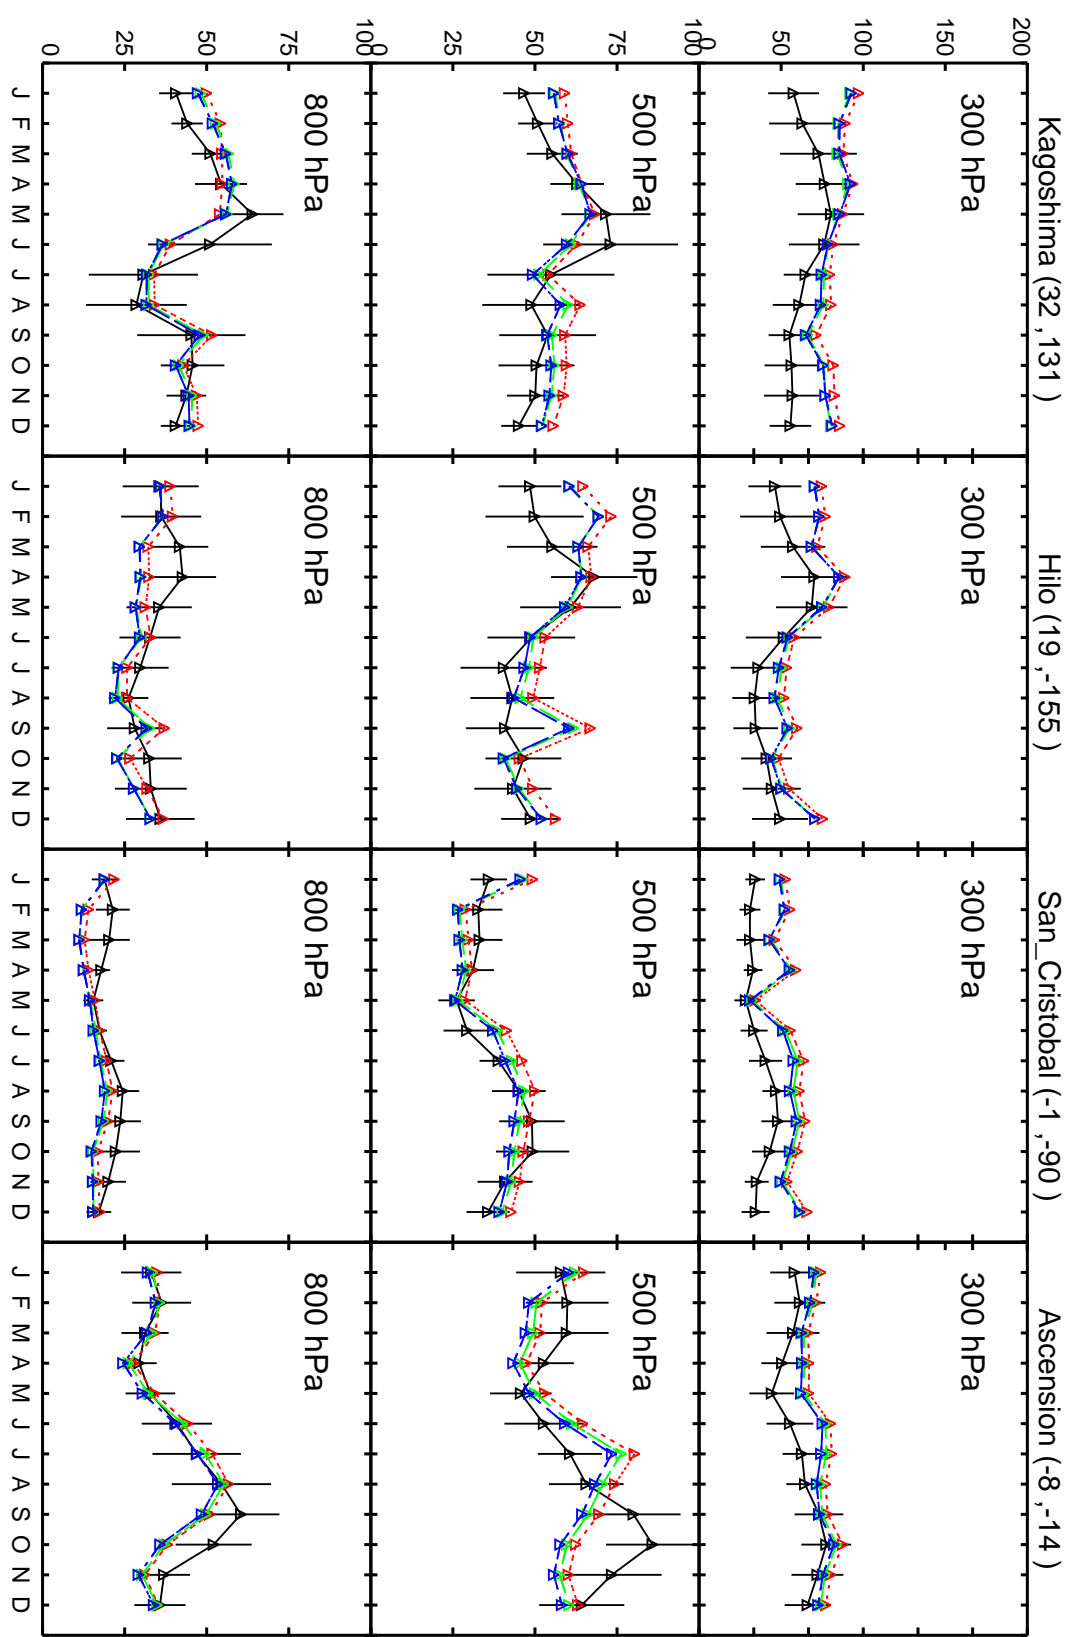 Kagoshima (32 ,131 )
Hilo (19 ,-155 )
San_Cristobal (-1 ,-90 )
Ascension (-8 ,-14 )
200
150
100
50
0
300 hPa
300 hPa
300 hPa
300 hPa
100
75
50
25
0
500 hPa
500 hPa
500 hPa
500 hPa
100
75
50
25
0
800 hPa
800 hPa
800 hPa
800 hPa
J F M A M J J A S O N D
J F M A M J J A S O N D
J F M A M J J A S O N D
J F M A M J J A S O N D